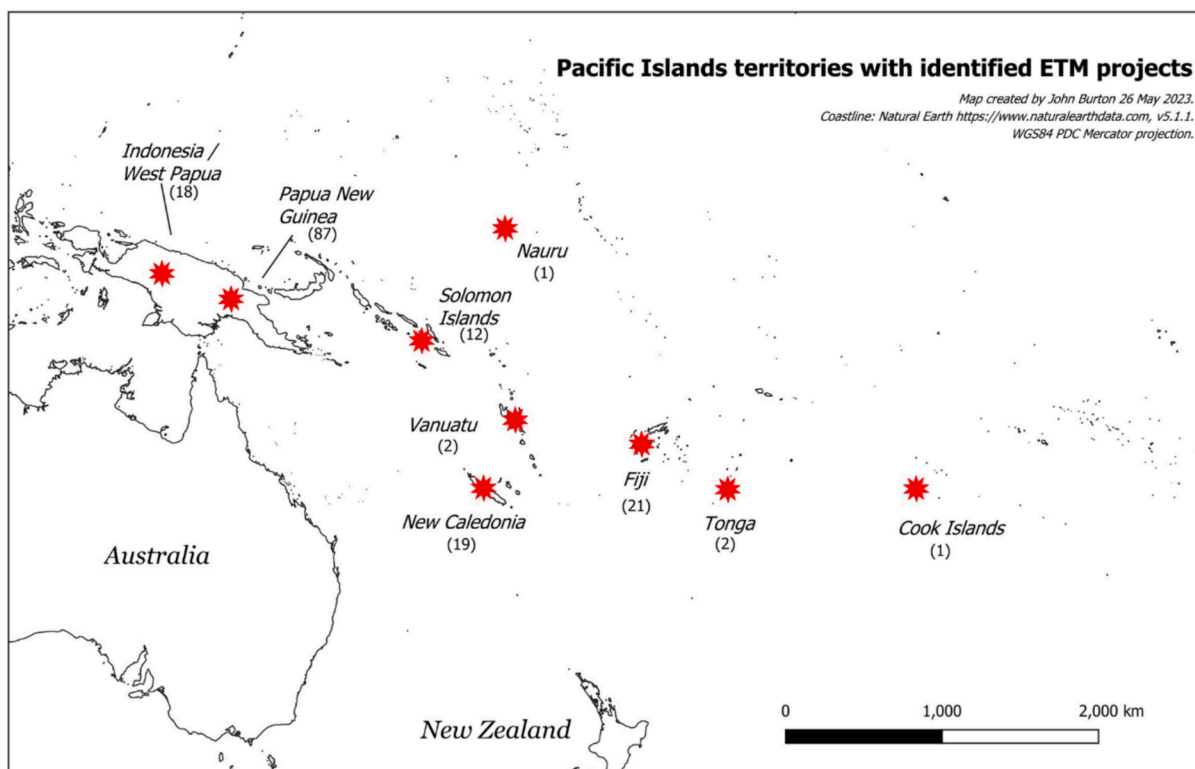 Pacific Islands territories with identified ETM projects
Map created by John Burton 26 May 2023.
Coastline: Natural Earth https://www.naturalearthdata.com, v5.1.1.
WGS84 PDC Mercator projection.
Indonesia /
West Papua
(18)
Papua New
Guinea
(87)
Nauru
(1)
Solomon
Islands
(12)
Vanuatu
(2)
Fiji
(21)
New Caledonia
(19)
Tonga
(2)
Cook Islands
(1)
Australia
New Zealand
0 1,000 2,000 km